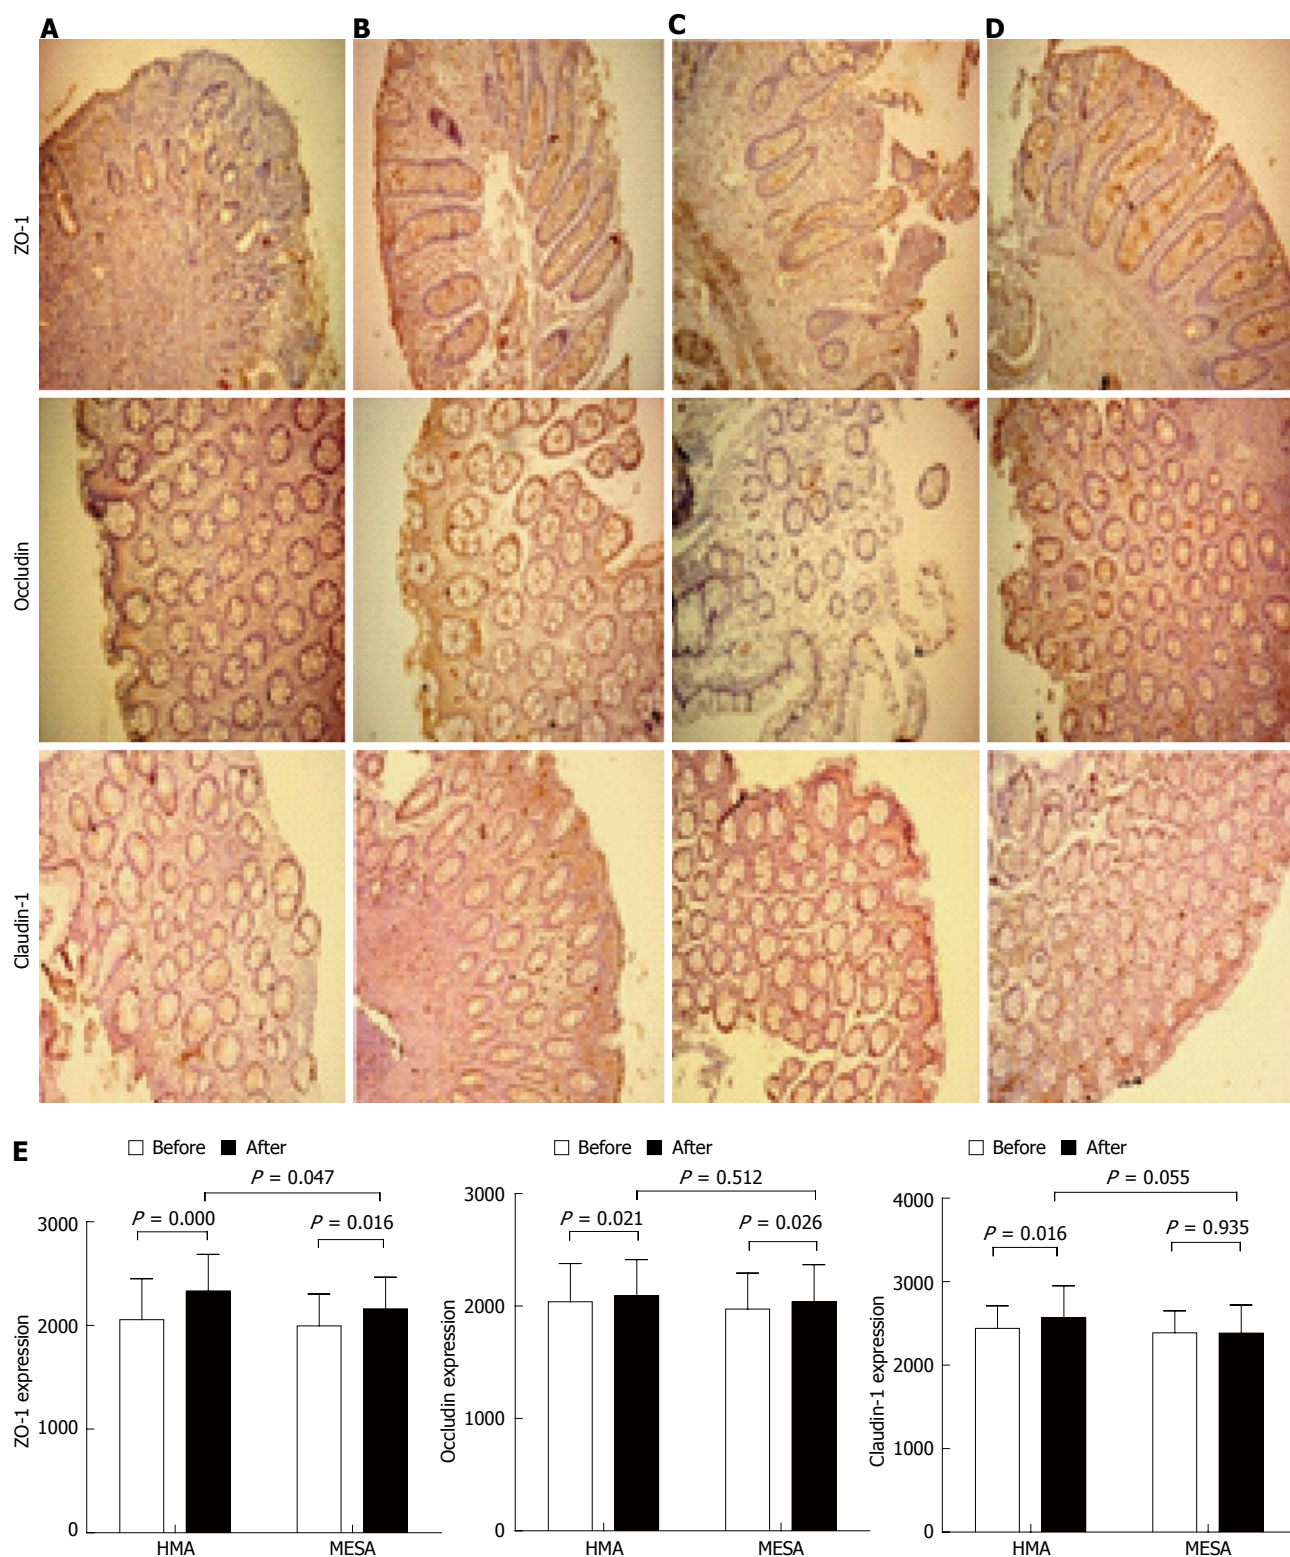 A B C D
ZO-1
Occludin
Claudin-1
E
Before After
P = 0.047
P = 0.000
P = 0.016
3000
2000
1000
0
ZO-1 expression
HMA MESA
Before After
P = 0.512
P = 0.021
P = 0.026
3000
2000
1000
0
Occludin expression
HMA MESA
Before After
P = 0.055
P = 0.016
P = 0.935
4000
3000
2000
1000
0
Claudin-1 expression
HMA MESA